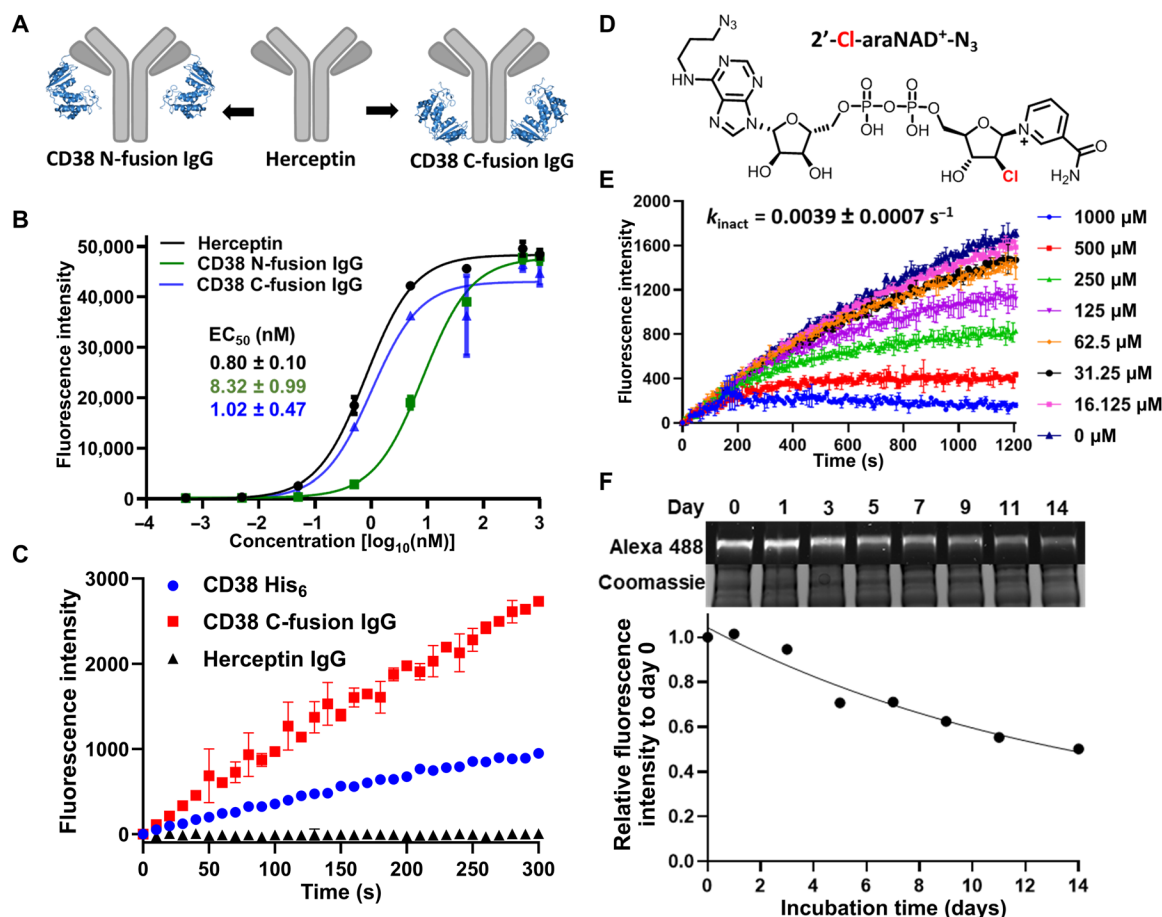 A
CD38 N-fusion IgG
Herceptin
CD38 C-fusion IgG
B
Herceptin
CD38 N-fusion IgG
CD38 C-fusion IgG
EC50 (nM)
0.80 ± 0.10
8.32 ± 0.99
1.02 ± 0.47
Fluorescence intensity
50,000
40,000
30,000
20,000
10,000
0
−4 −3 −2 −1 0 1 2 3
Concentration [log10(nM)]
C
CD38 His6
CD38 C-fusion IgG
Herceptin IgG
Fluorescence intensity
3000
2000
1000
0
0 50 100 150 200 250 300
Time (s)
D
2’-Cl-araNAD+-N3
N3
HN
N
N
N
N
O
OH
OH
O
P
O
OH
O
P
O
OH
O
O
HO
Cl
N
+
O
NH2
E
kinact = 0.0039 ± 0.0007 s−1
Fluorescence intensity
2000
1600
1200
800
400
0
0 200 400 600 800 1000 1200
Time (s)
1000 µM
500 µM
250 µM
125 µM
62.5 µM
31.25 µM
16.125 µM
0 µM
F
Day 0 1 3 5 7 9 11 14
Alexa 488
Coomassie
Relative fluorescence
intensity to day 0
1.0
0.8
0.6
0.4
0.2
0.0
0 2 4 6 8 10 12 14
Incubation time (days)